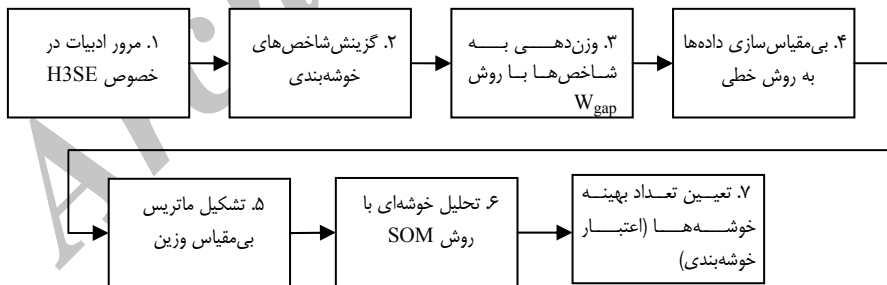 ۱. مرور ادبیات در
خصوص H3SE
۲. گزینش شاخص‌های
خوشه‌بندی
۳. وزن‌دهی به
شاخص‌ها با روش
Wgap
۴. بی‌مقیاس‌سازی داده‌ها
به روش خطی
۵. تشکیل ماتریس
بی‌مقیاس وزین
۶. تحلیل خوشه‌ای با
روش SOM
۷. تعیین تعداد بهینه
خوشه‌ها (اعتبار
خوشه‌بندی)